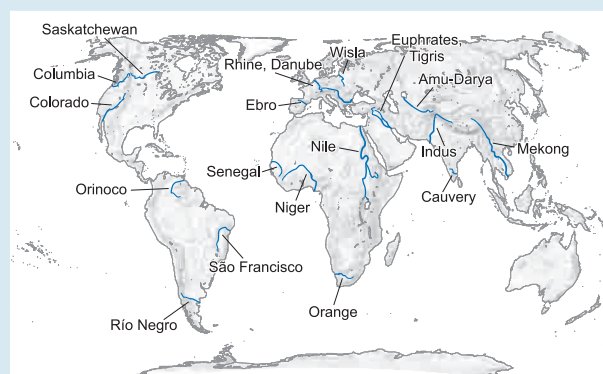 Saskatchewan
Columbia
Colorado
Orinoco
São Francisco
Río Negro
Rhine, Danube
Wisla
Ebro
Euphrates,
Tigris
Amu-Darya
Senegal
Nile
Niger
Indus
Mekong
Cauvery
Orange